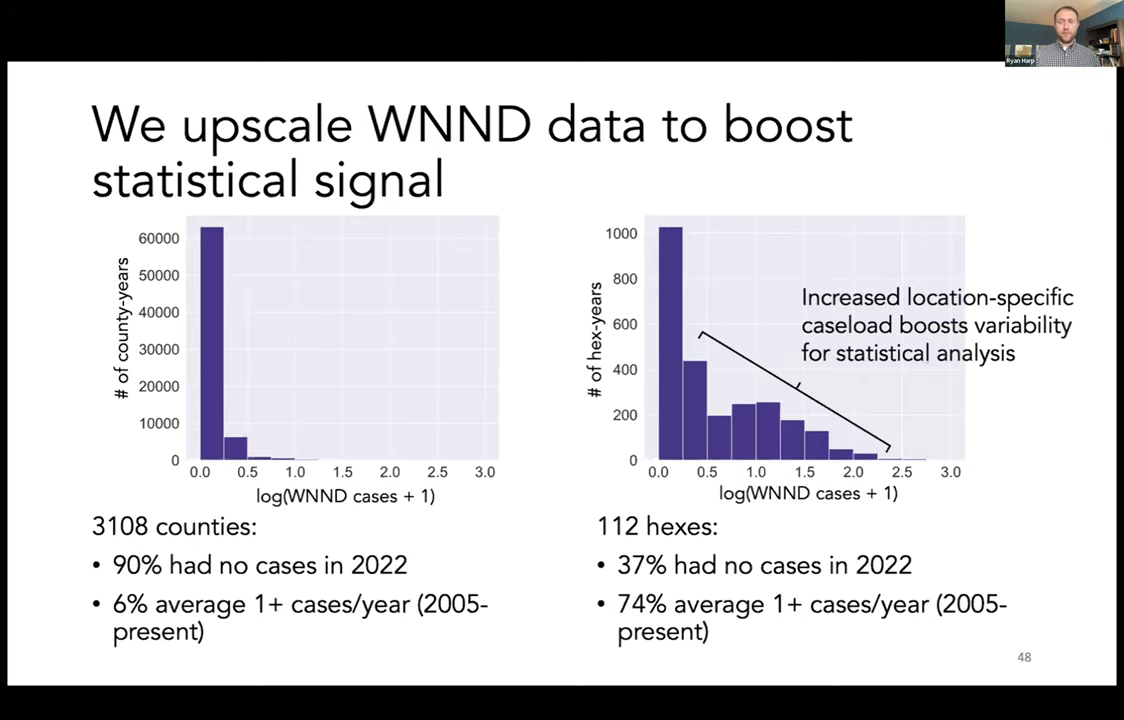 Ryan Harp
We upscale WNND data to boost
statistical signal
# of county-years
60000
50000
40000
30000
20000
10000
0
0.0 0.5 1.0 1.5 2.0 2.5 3.0
log(WNND cases + 1)
# of hex-years
1000
800
600
400
200
0
0.0 0.5 1.0 1.5 2.0 2.5 3.0
log(WNND cases + 1)
Increased location-specific
caseload boosts variability
for statistical analysis
3108 counties:
• 90% had no cases in 2022
• 6% average 1+ cases/year (2005-
present)
112 hexes:
• 37% had no cases in 2022
• 74% average 1+ cases/year (2005-
present)
48